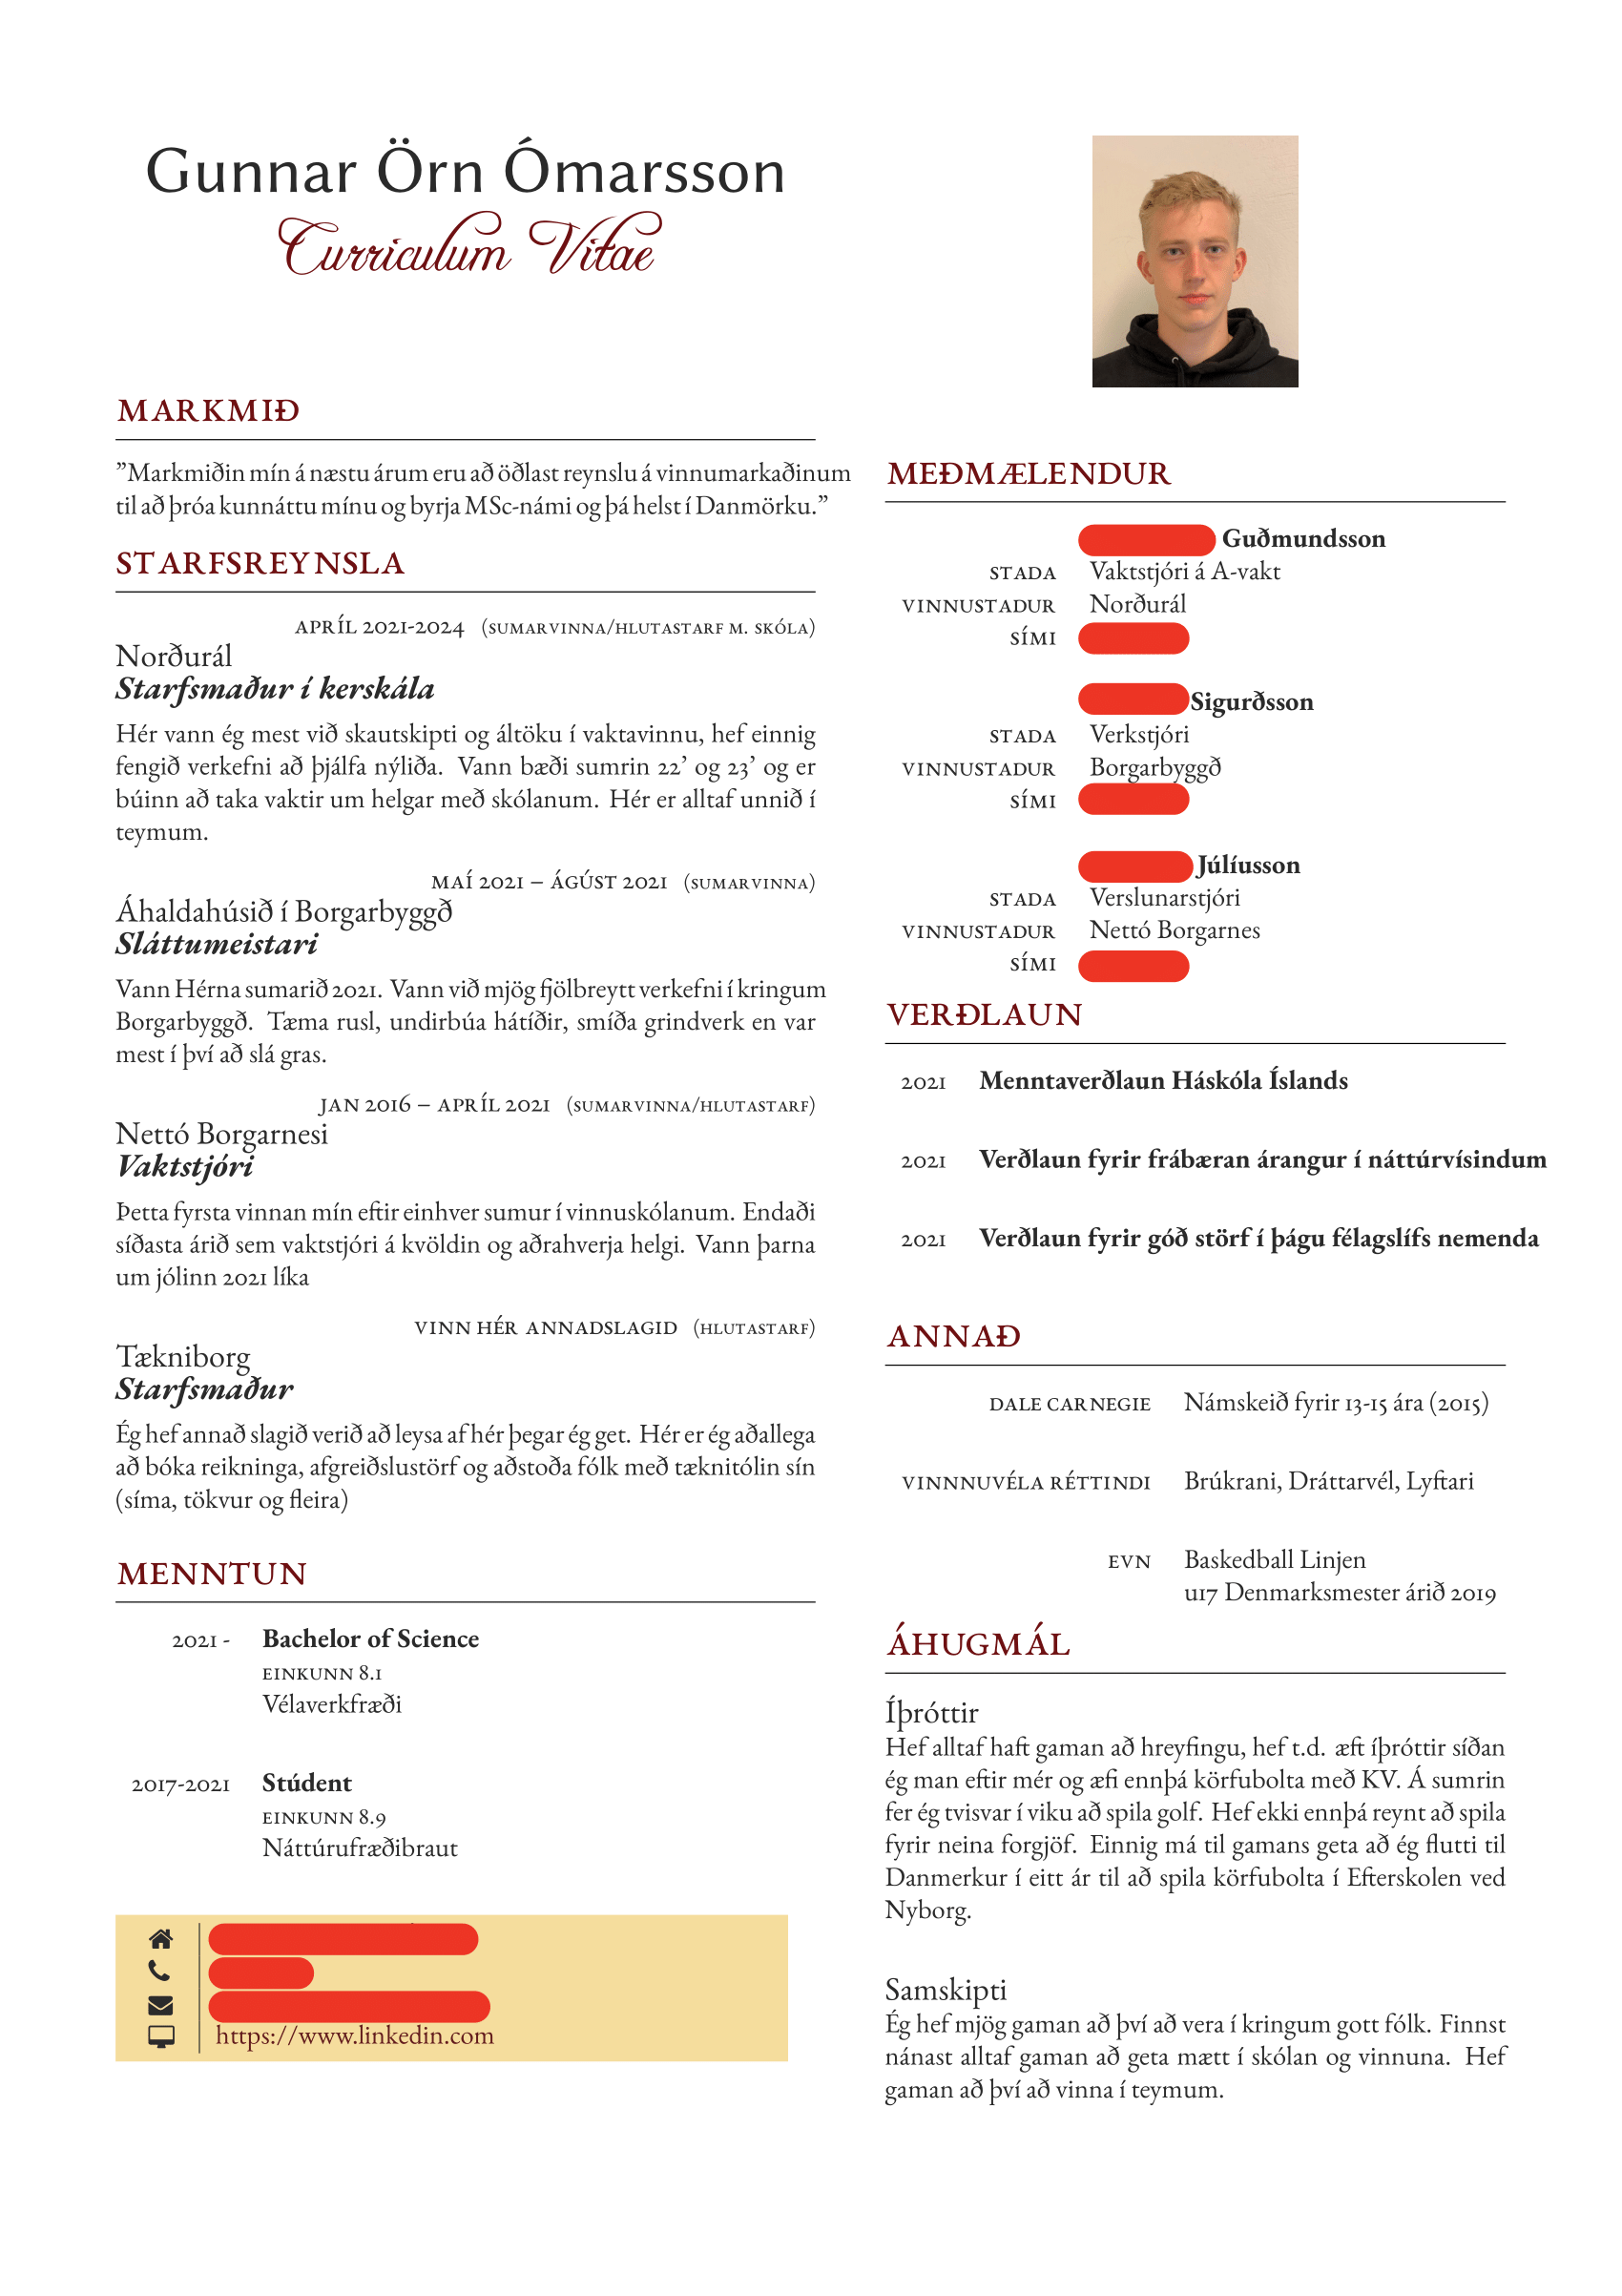 Gunnar Örn Ómarsson
Curriculum Vitae
MARKMIÐ
”Markmiðin mín á næstu árum eru að öðlast reynslu á vinnumarkaðinum
til að þróa kunnáttu mínu og byrja MSc-námi og þá helst í Danmörku.”
STARFSREYNSLA
APRÍL 2021-2024 (SUMARVINNA/HLUTASTARF M. SKÓLA)
Norðurál
Starfsmaður í kerskála
Hér vann ég mest við skautskipti og áltöku í vaktavinnu, hef einnig
fengið verkefni að þjálfa nýliða. Vann bæði sumrin 22’ og 23’ og er
búinn að taka vaktir um helgar með skólanum. Hér er alltaf unnið í
teymum.
MAÍ 2021 – ÁGÚST 2021 (SUMARVINNA)
Áhaldahúsið í Borgarbyggð
Sláttumeistari
Vann Hérna sumarið 2021. Vann við mjög fjölbreytt verkefni í kringum
Borgarbyggð. Tæma rusl, undirbúa hátíðir, smíða grindverk en var
mest í því að slá gras.
JAN 2016 – APRÍL 2021 (SUMARVINNA/HLUTASTARF)
Nettó Borgarnesi
Vaktstjóri
Þetta fyrsta vinnan mín eftir einhver sumur í vinnuskólanum. Endaði
síðasta árið sem vaktstjóri á kvöldin og aðrahverja helgi. Vann þarna
um jólinn 2021 líka
VINN HÉR ANNADSLAGID (HLUTASTARF)
Tækniborg
Starfsmaður
Ég hef annað slagið verið að leysa af hér þegar ég get. Hér er ég aðallega
að bóka reikninga, afgreiðslustörf og aðstoða fólk með tæknitólin sín
(síma, tökvur og fleira)
MENNTUN
2021 - Bachelor of Science
EINKUNN 8.1
Vélaverkfræði
2017-2021 Stúdent
EINKUNN 8.9
Náttúrufræðibraut
https://www.linkedin.com
MEÐMÆLENDUR
Guðmundsson
STADA Vaktstjóri á A-vakt
VINNUSTADUR Norðurál
SÍMI
Sigurðsson
STADA Verkstjóri
VINNUSTADUR Borgarbyggð
SÍMI
Júlíusson
STADA Verslunarstjóri
VINNUSTADUR Nettó Borgarnes
SÍMI
VERÐLAUN
2021 Menntaverðlaun Háskóla Íslands
2021 Verðlaun fyrir frábæran árangur í náttúrvísindum
2021 Verðlaun fyrir góð störf í þágu félagslífs nemenda
ANNAÐ
DALE CARNEGIE Námskeið fyrir 13-15 ára (2015)
VINNNUVÉLA RÉTTINDI Brúkrani, Dráttarvél, Lyftari
EVN Baskedball Linjen
u17 Denmarksmester árið 2019
ÁHUGMÁL
Íþróttir
Hef alltaf haft gaman að hreyfingu, hef t.d. æft íþróttir síðan
ég man eftir mér og æfi ennþá körfubolta með KV. Á sumrin
fer ég tvisvar í viku að spila golf. Hef ekki ennþá reynt að spila
fyrir neina forgjöf. Einnig má til gamans geta að ég flutti til
Danmerkur í eitt ár til að spila körfubolta í Efterskolen ved
Nyborg.
Samskipti
Ég hef mjög gaman að því að vera í kringum gott fólk. Finnst
nánast alltaf gaman að geta mætt í skólan og vinnuna. Hef
gaman að því að vinna í teymum.